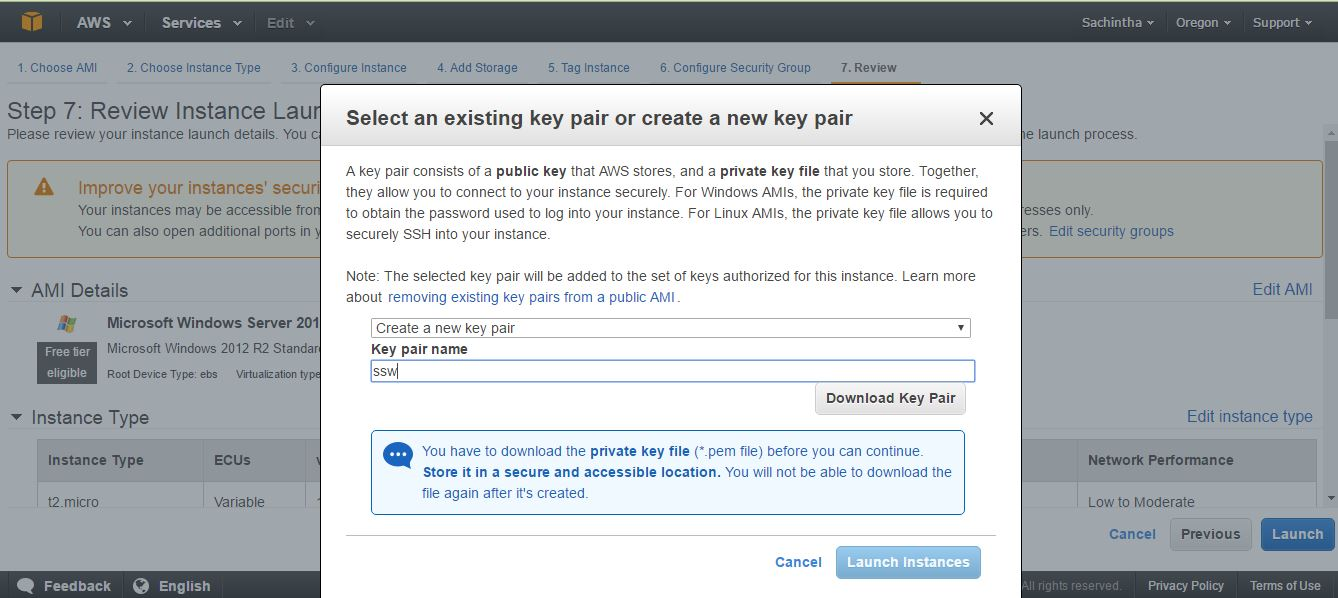 AWS Services Edit Sachintha Oregon Support
1. Choose AMI 2. Choose Instance Type 3. Configure Instance 4. Add Storage 5. Tag Instance 6. Configure Security Group 7. Review
Step 7: Review Instance Laun
Please review your instance launch details. You ca he launch process.
Improve your instances' securi
Your instances may be accessible from resses only.
You can also open additional ports in y ers. Edit security groups
AMI Details Edit AMI
Microsoft Windows Server 201
Free tier
eligible
Microsoft Windows 2012 R2 Standar
Root Device Type: ebs Virtualization type
Instance Type Edit instance type
Instance Type ECUs Network Performance
t2.micro Variable Low to Moderate
Cancel Previous Launch
Select an existing key pair or create a new key pair
A key pair consists of a public key that AWS stores, and a private key file that you store. Together,
they allow you to connect to your instance securely. For Windows AMIs, the private key file is required
to obtain the password used to log into your instance. For Linux AMIs, the private key file allows you to
securely SSH into your instance.
Note: The selected key pair will be added to the set of keys authorized for this instance. Learn more
about removing existing key pairs from a public AMI.
Create a new key pair
Key pair name
ssw
Download Key Pair
You have to download the private key file (*.pem file) before you can continue.
Store it in a secure and accessible location. You will not be able to download the
file again after it's created.
Cancel Launch Instances
Feedback English All rights reserved. Privacy Policy Terms of Use